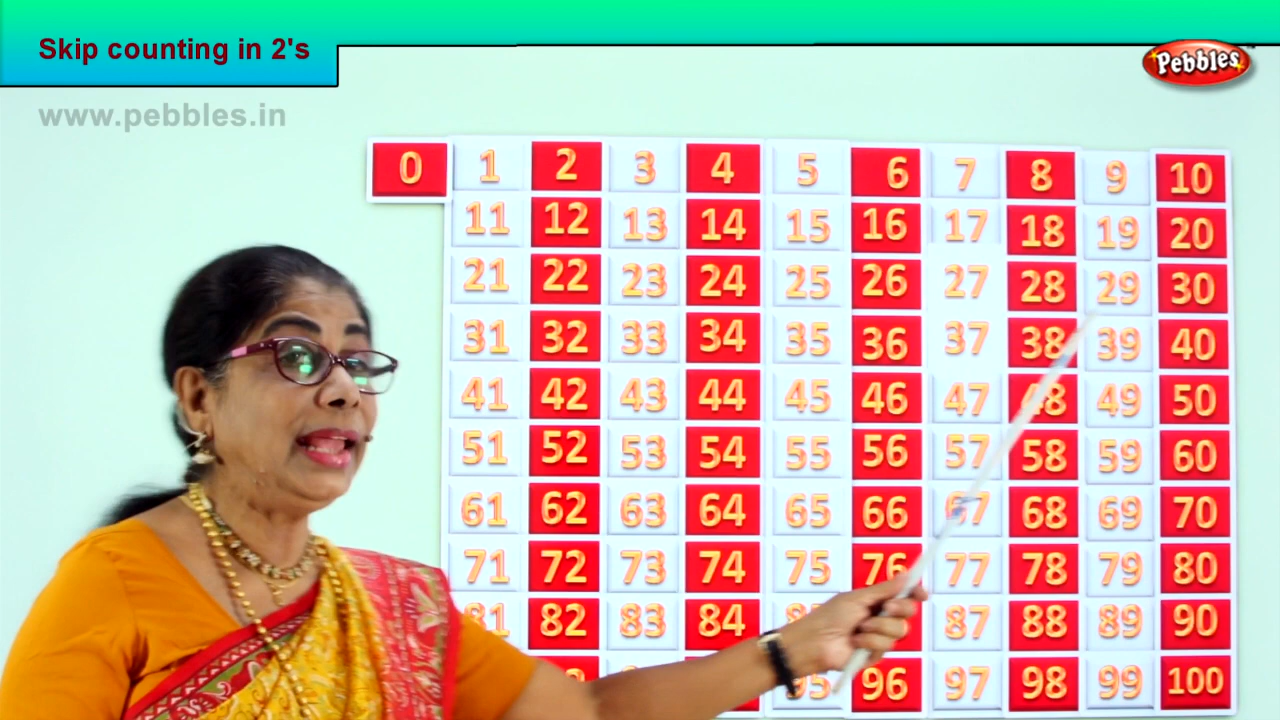 Skip counting in 2's
Pebbles
www.pebbles.in
0 1 2 3 4 5 6 7 8 9 10
11 12 13 14 15 16 17 18 19 20
21 22 23 24 25 26 27 28 29 30
31 32 33 34 35 36 37 38 39 40
41 42 43 44 45 46 47 48 49 50
51 52 53 54 55 56 57 58 59 60
61 62 63 64 65 66 67 68 69 70
71 72 73 74 75 76 77 78 79 80
81 82 83 84 87 88 89 90
95 96 97 98 99 100